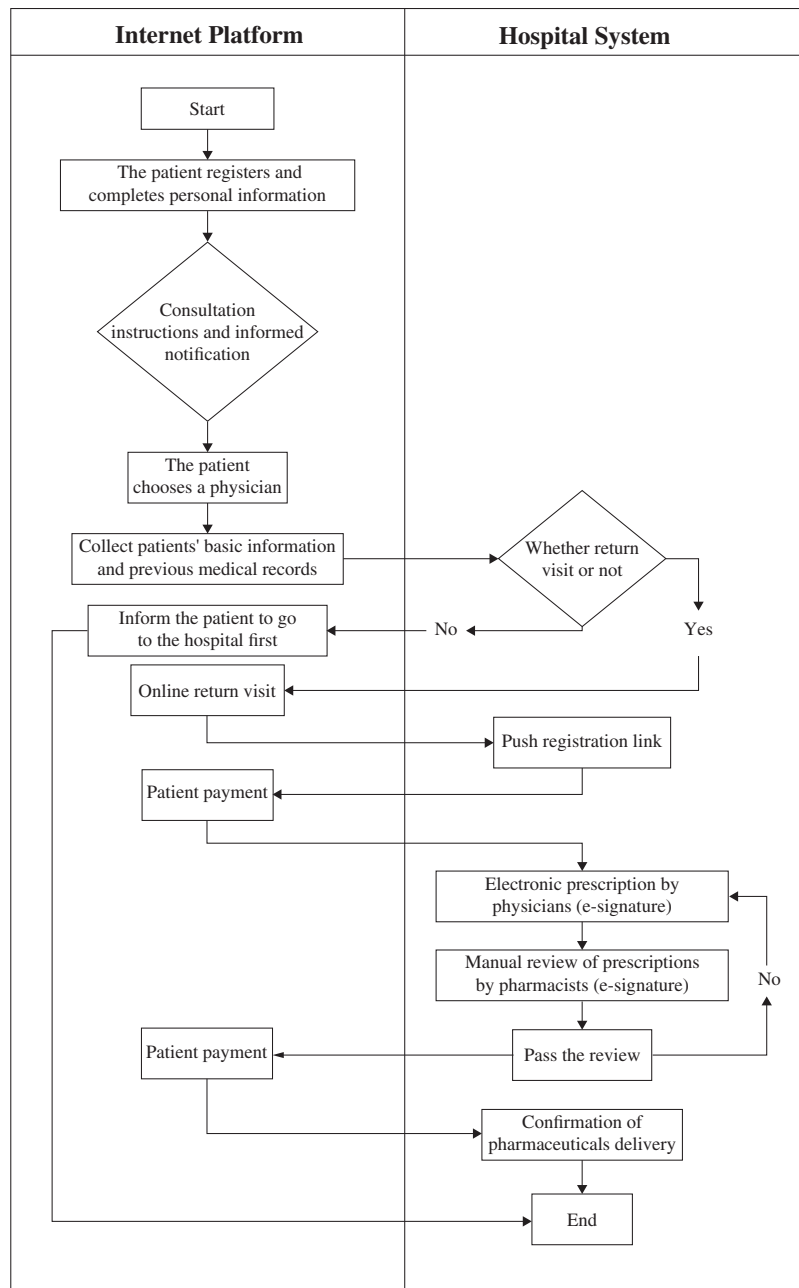 Internet Platform
Hospital System
Start
The patient registers and
completes personal information
Consultation
instructions and informed
notification
The patient
chooses a physician
Collect patients' basic information
and previous medical records
Whether return
visit or not
Inform the patient to go
to the hospital first
No
Yes
Online return visit
Push registration link
Patient payment
Electronic prescription by
physicians (e-signature)
Manual review of prescriptions
by pharmacists (e-signature)
No
Patient payment
Pass the review
Confirmation of
pharmaceuticals delivery
End